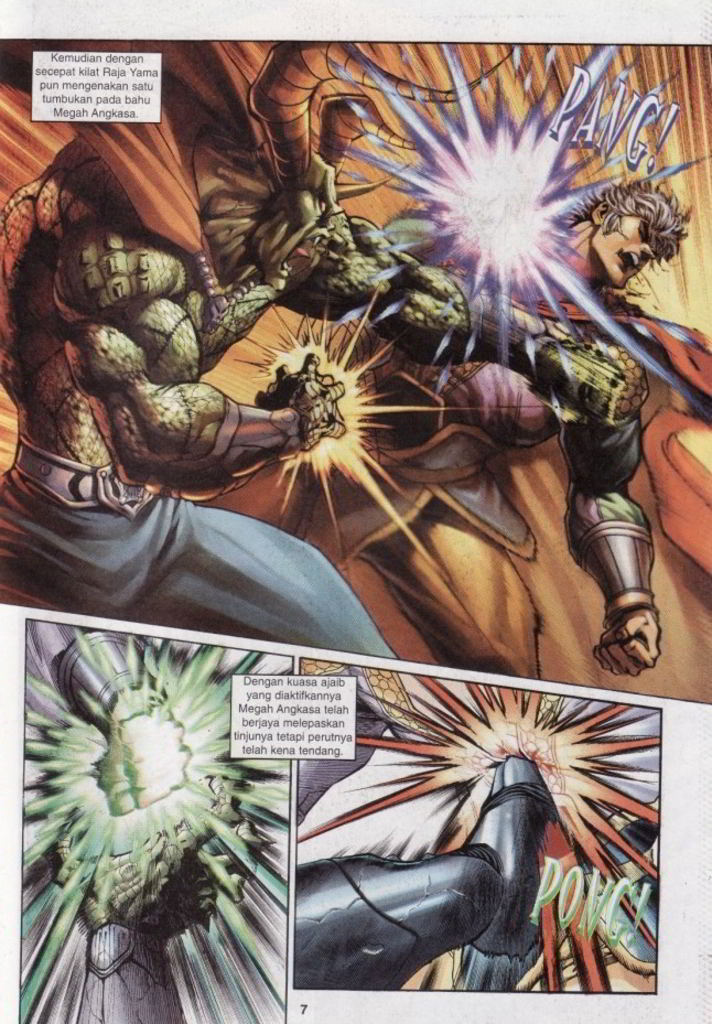 Kemudian dengan
secepat kilat Raja Yama
pun mengenakan satu
tumbukan pada bahu
Megah Angkasa.
PANG!
Dengan kuasa ajaib
yang diaktifkannya
Megah Angkasa telah
berjaya melepaskan
tinjunya tetapi perutnya
telah kena tendang.
PONG!
7